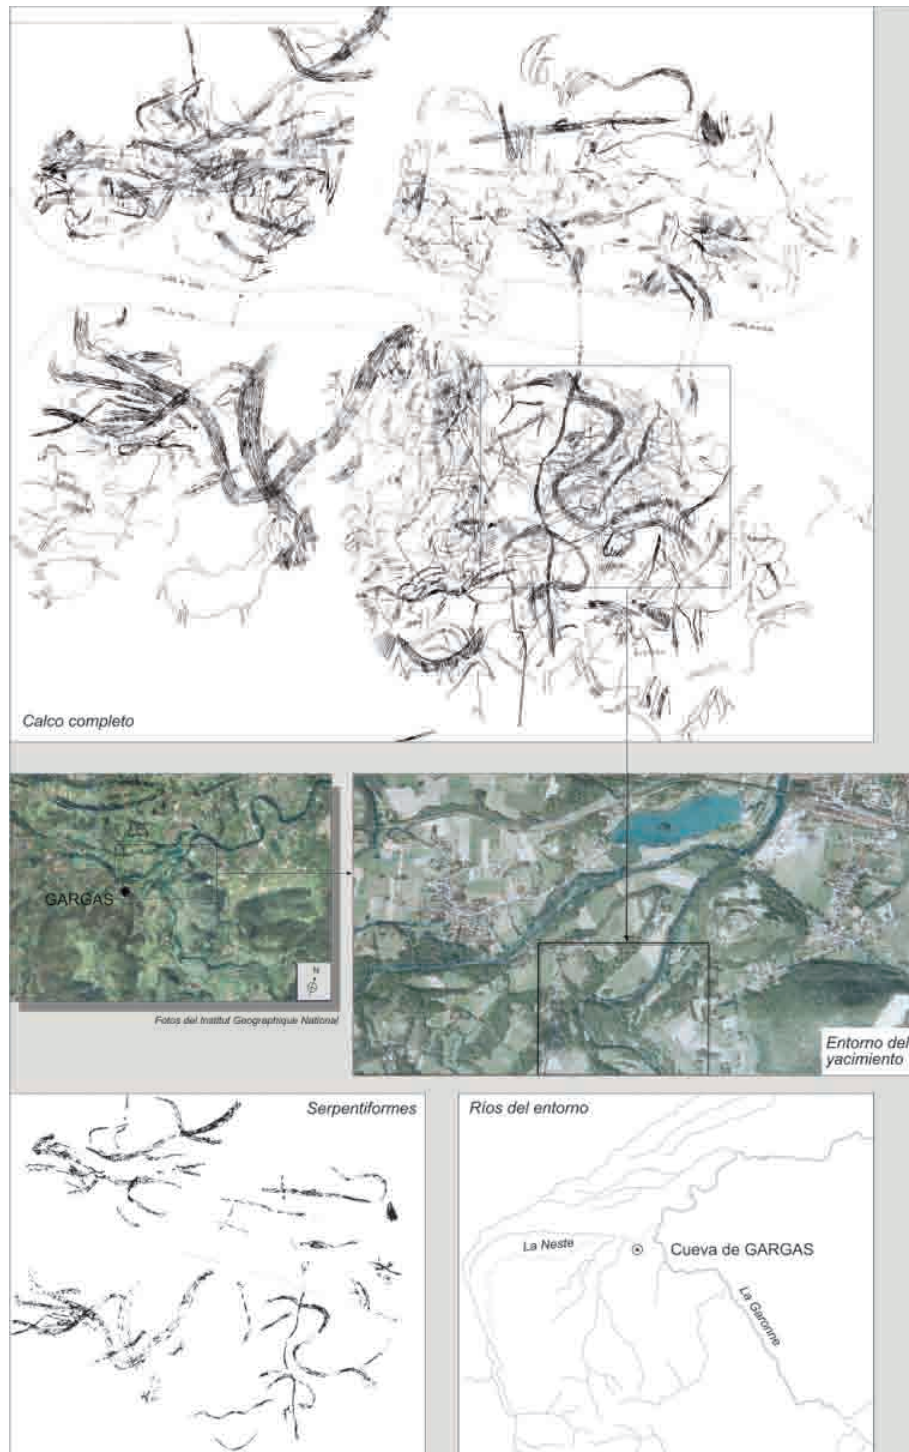 Calco completo
GARGAS
N
Fotos del Institut Geographique National
Entorno del
yacimiento
Serpentiformes
Ríos del entorno
La Neste
Cueva de GARGAS
La Garonne